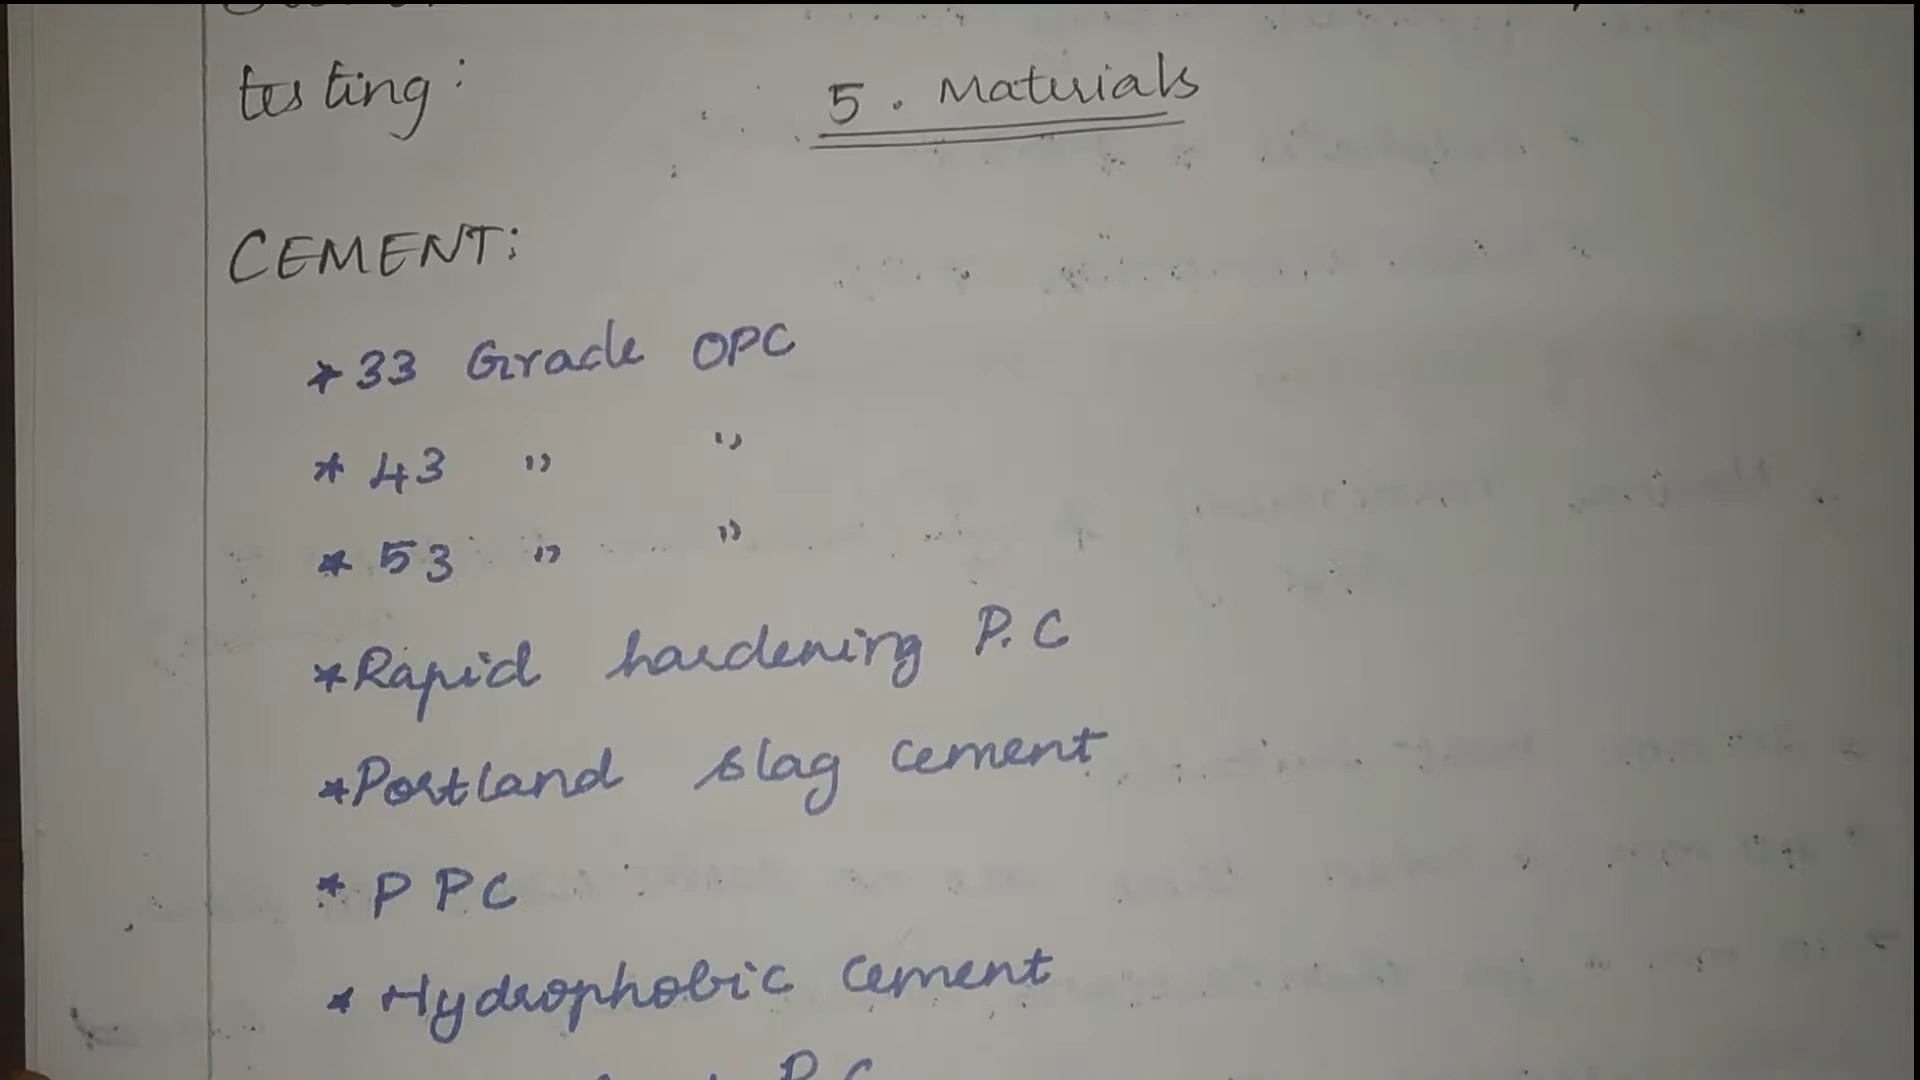 testing:
5. Materials
CEMENT:
* 33 Grade OPC
* 43 " "
* 53 " "
* Rapid hardening P.C
* Portland slag cement
* PPC
* Hydrophobic cement
P.C